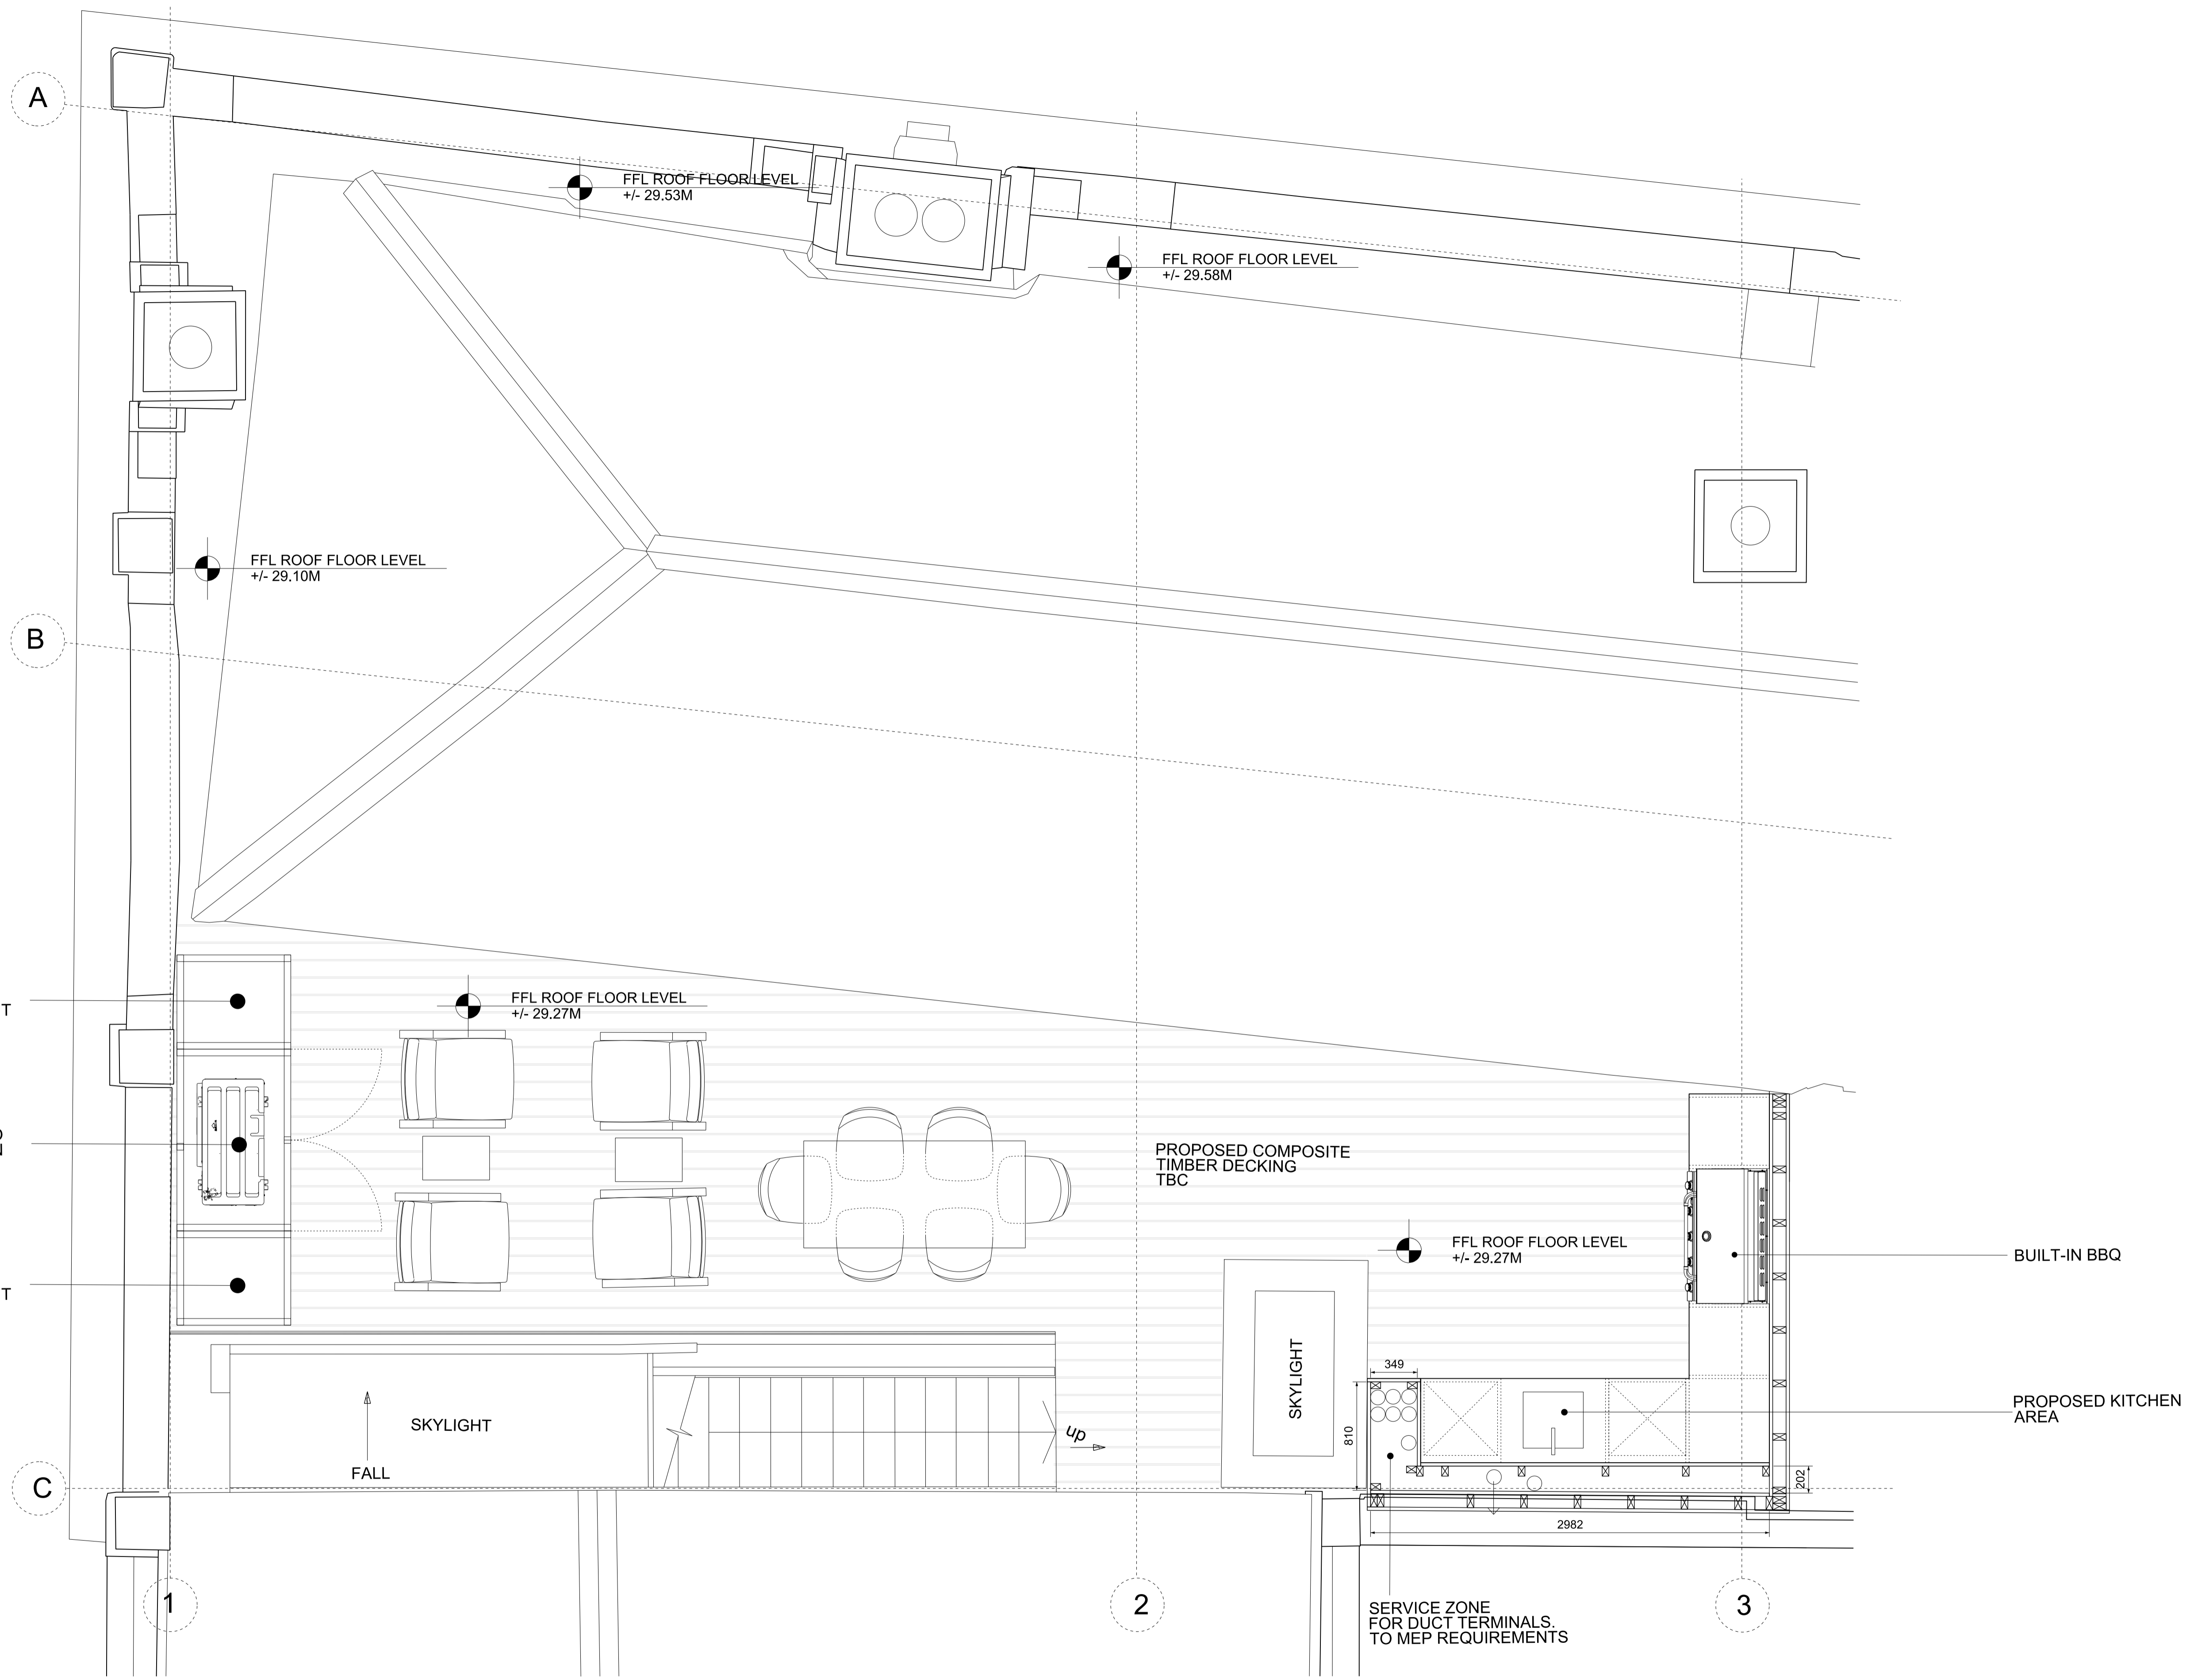 A
FFL ROOF FLOOR LEVEL
+/- 29.53M
FFL ROOF FLOOR LEVEL
+/- 29.58M
FFL ROOF FLOOR LEVEL
+/- 29.10M
B
T
FFL ROOF FLOOR LEVEL
+/- 29.27M
PROPOSED COMPOSITE
TIMBER DECKING
TBC
FFL ROOF FLOOR LEVEL
+/- 29.27M
BUILT-IN BBQ
T
SKYLIGHT
349
810
PROPOSED KITCHEN
AREA
SKYLIGHT
up
FALL
C
202
2982
1
2
3
SERVICE ZONE
FOR DUCT TERMINALS.
TO MEP REQUIREMENTS